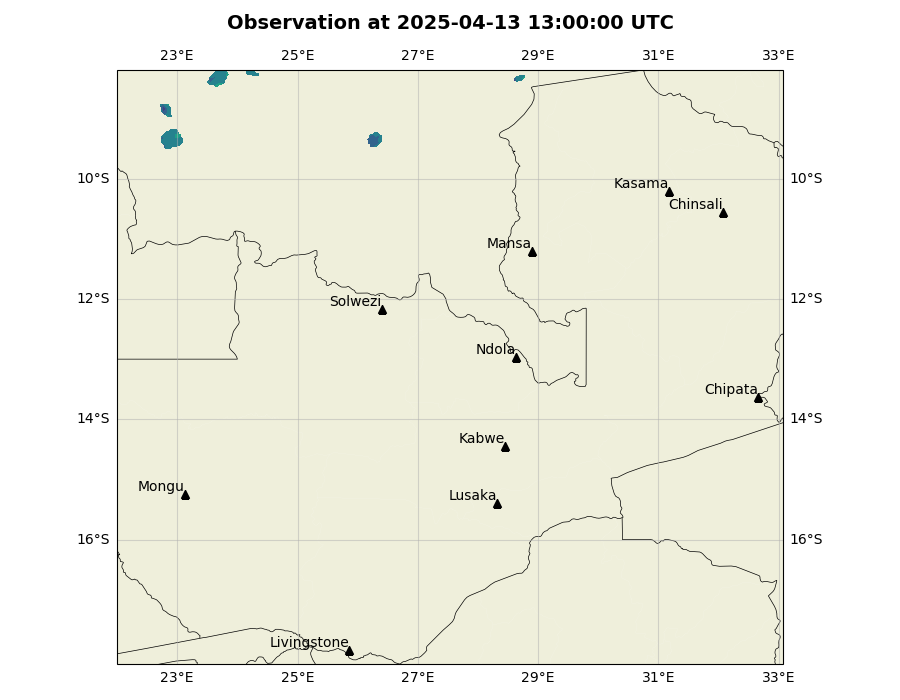 Observation at 2025-04-13 13:00:00 UTC
23°E 25°E 27°E 29°E 31°E 33°E
10°S 10°S
Kasama
Chinsali
Mansa
12°S 12°S
Solwezi
Ndola
Chipata
14°S 14°S
Kabwe
Mongu
Lusaka
16°S 16°S
Livingstone
23°E 25°E 27°E 29°E 31°E 33°E